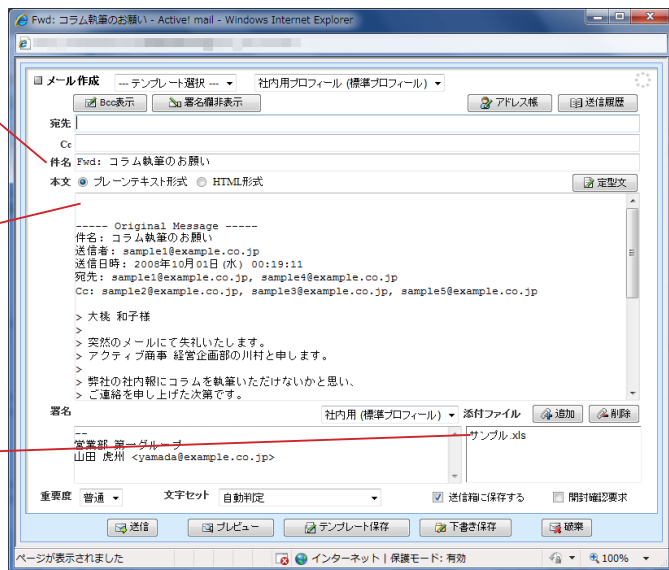 Fwd: コラム執筆のお願い - Active! mail - Windows Internet Explorer
メール作成 --- テンプレート選択 --- 社内用プロフィール (標準プロフィール)
Bcc表示 署名欄非表示 アドレス帳 送信履歴
宛先
Cc
件名 Fwd: コラム執筆のお願い
本文 プレーンテキスト形式 HTML形式 定型文
----- Original Message -----
件名: コラム執筆のお願い
送信者: sample1@example.co.jp
送信日時: 2008年10月01日(水) 00:19:11
宛先: sample1@example.co.jp, sample4@example.co.jp
Cc: sample2@example.co.jp, sample3@example.co.jp, sample5@example.co.jp
> 大桃 和子様
>
> 突然のメールにて失礼いたします。
> アクティブ商事 経営企画部の川村と申します。
>
> 弊社の社内報にコラムを執筆いただけないかと思い、
> ご連絡を申し上げた次第です。
署名 社内用 (標準プロフィール) 添付ファイル 追加 削除
--
営業部 第一グループ
山田 虎州 <yamada@example.co.jp>
サンプル.xls
重要度 普通 文字セット 自動判定 送信箱に保存する 開封確認要求
送信 プレビュー テンプレート保存 下書き保存 破棄
ページが表示されました インターネット | 保護モード: 有効 100%